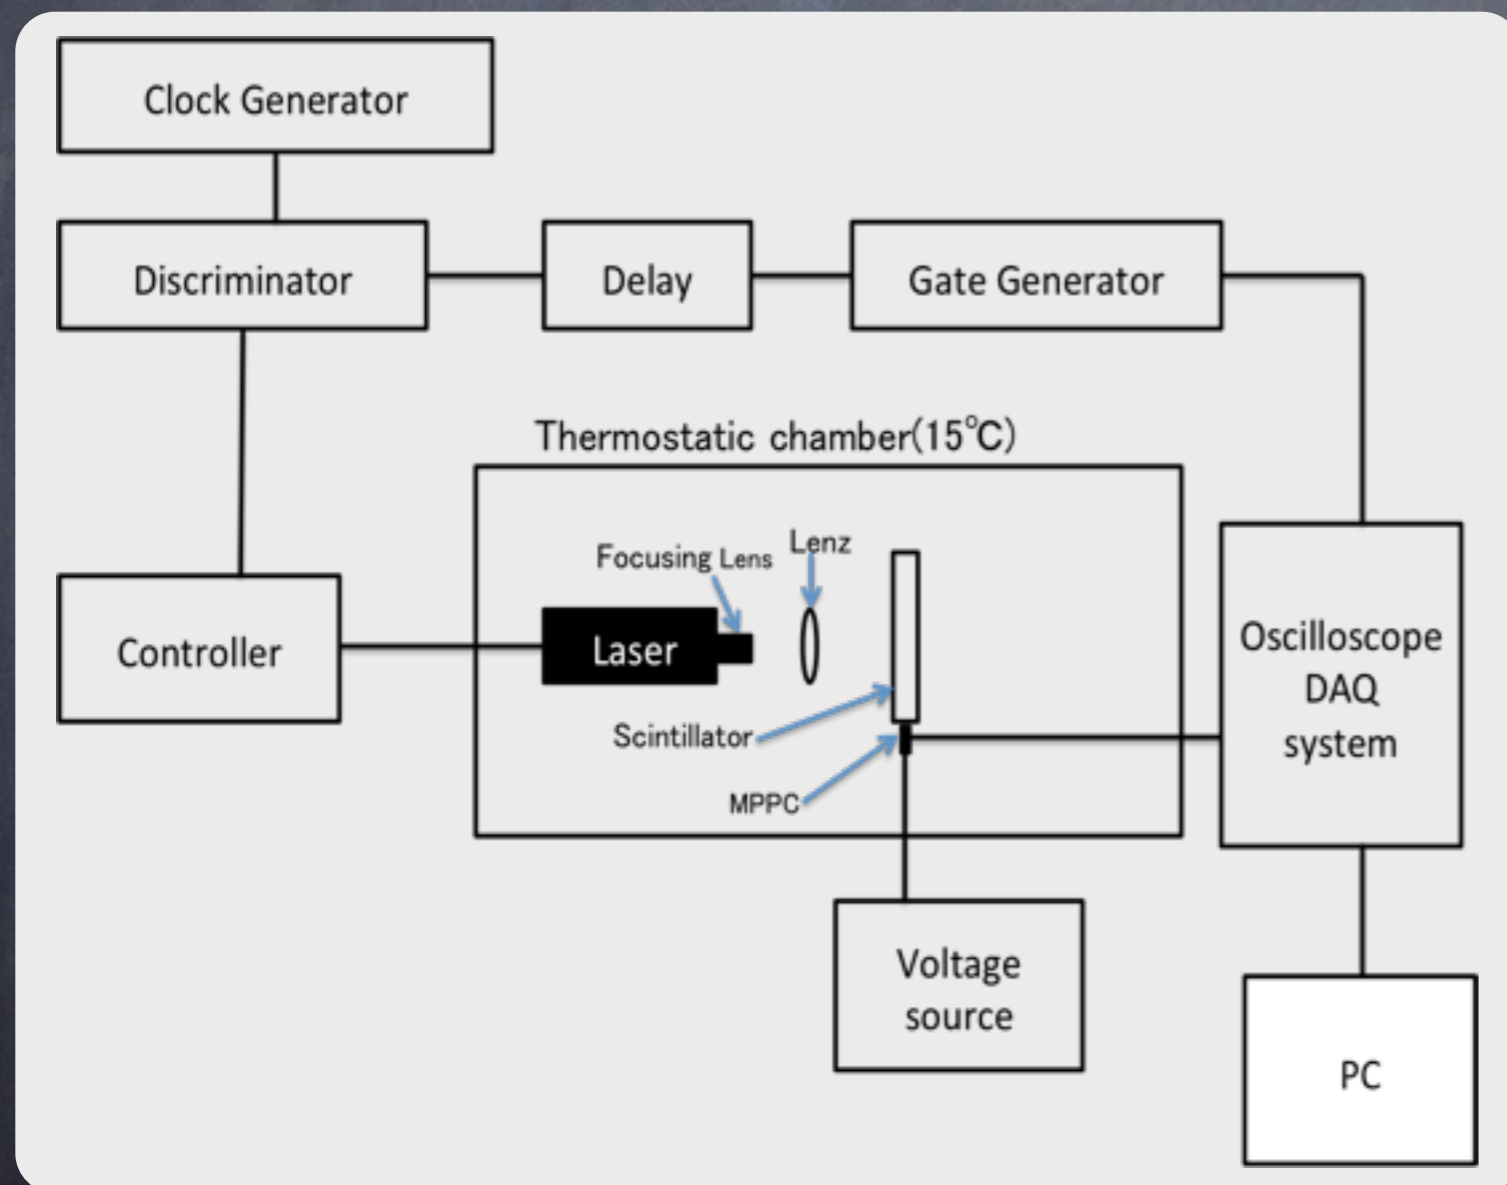 Clock Generator
Discriminator
Delay
Gate Generator
Thermostatic chamber(15℃)
Focusing Lens
Lenz
Controller
Laser
Scintillator
MPPC
Oscilloscope
DAQ
system
Voltage
source
PC